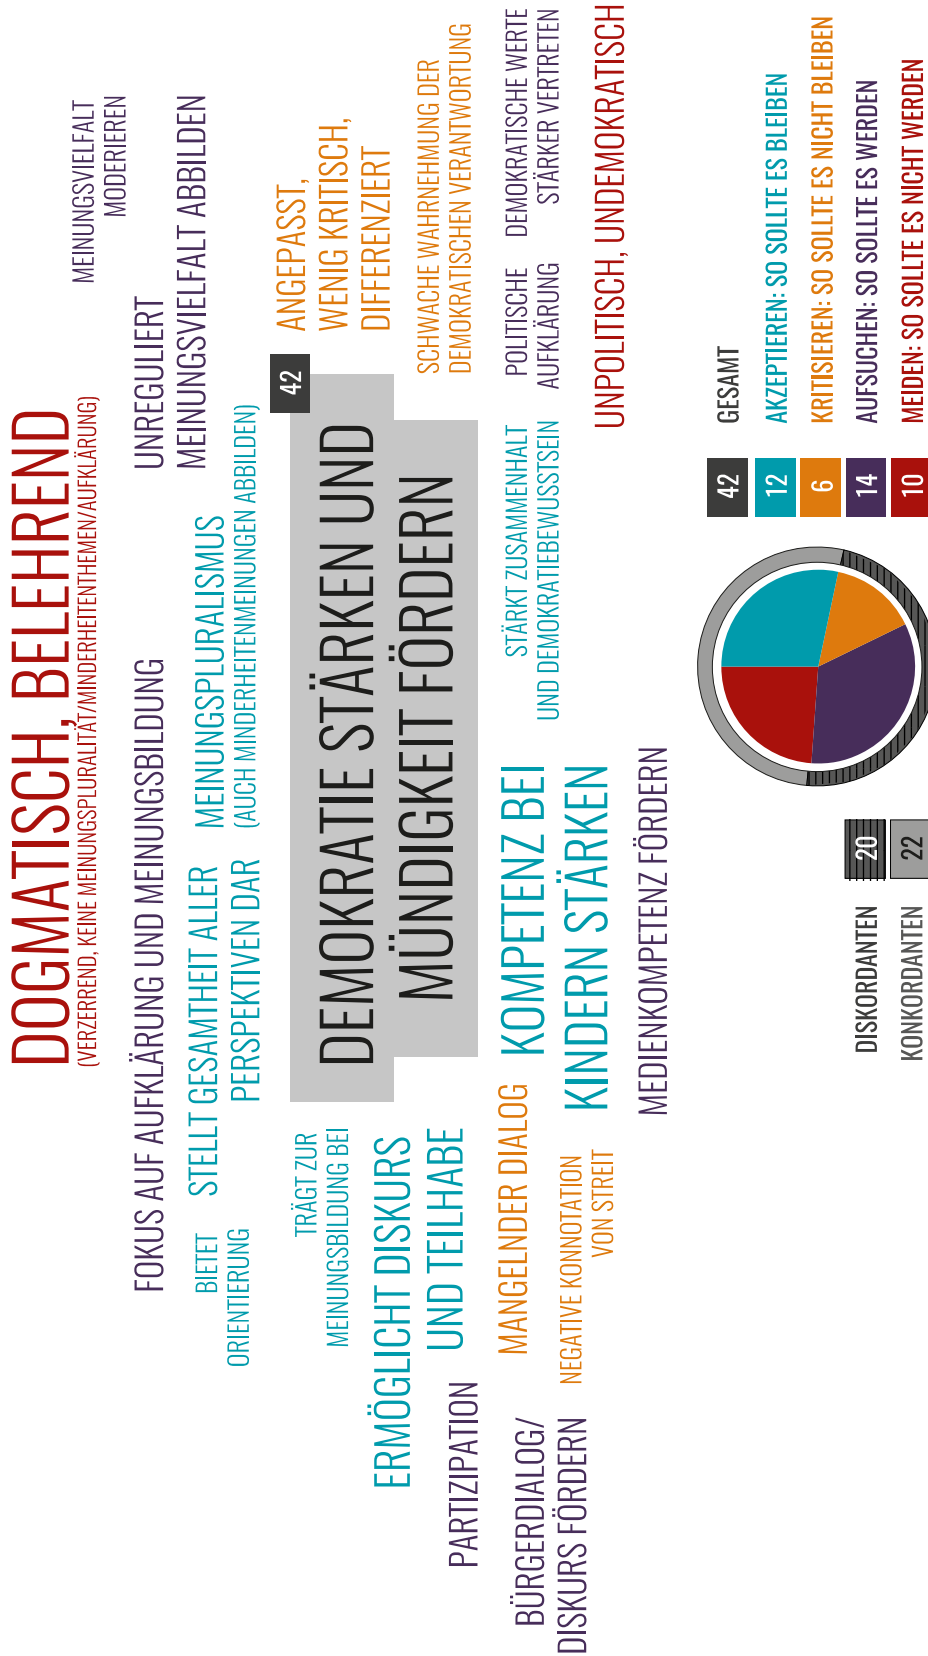 DOGMATISCH, BELEHREND
(VERZERREND, KEINE MEINUNGSPLURALITÄT/MINDERHEITENTHEMEN/AUFKLÄRUNG)
MEINUNGSVIELFALT
MODERIEREN
FOKUS AUF AUFKLÄRUNG UND MEINUNGSBILDUNG
UNREGULIERT
MEINUNGSVIELFALT ABBILDEN
BIETET
ORIENTIERUNG
STELLT GESAMTHEIT ALLER
PERSPEKTIVEN DAR
MEINUNGSPLURALISMUS
(AUCH MINDERHEITENMEINUNGEN ABBILDEN)
TRÄGT ZUR
MEINUNGSBILDUNG BEI
42
DEMOKRATIE STÄRKEN UND
MÜNDIGKEIT FÖRDERN
ANGEPASST,
WENIG KRITISCH,
DIFFERENZIERT
ERMÖGLICHT DISKURS
UND TEILHABE
SCHWACHE WAHRNEHMUNG DER
DEMOKRATISCHEN VERANTWORTUNG
PARTIZIPATION
MANGELNDER DIALOG
KOMPETENZ BEI
KINDERN STÄRKEN
STÄRKT ZUSAMMENHALT
UND DEMOKRATIEBEWUSSTSEIN
POLITISCHE
AUFKLÄRUNG
DEMOKRATISCHE WERTE
STÄRKER VERTRETEN
BÜRGERDIALOG/
DISKURS FÖRDERN
NEGATIVE KONNOTATION
VON STREIT
UNPOLITISCH, UNDEMOKRATISCH
MEDIENKOMPETENZ FÖRDERN
42 GESAMT
12 AKZEPTIEREN: SO SOLLTE ES BLEIBEN
6 KRITISIEREN: SO SOLLTE ES NICHT BLEIBEN
14 AUFSUCHEN: SO SOLLTE ES WERDEN
10 MEIDEN: SO SOLLTE ES NICHT WERDEN
DISKORDANTEN 20
KONKORDANTEN 22